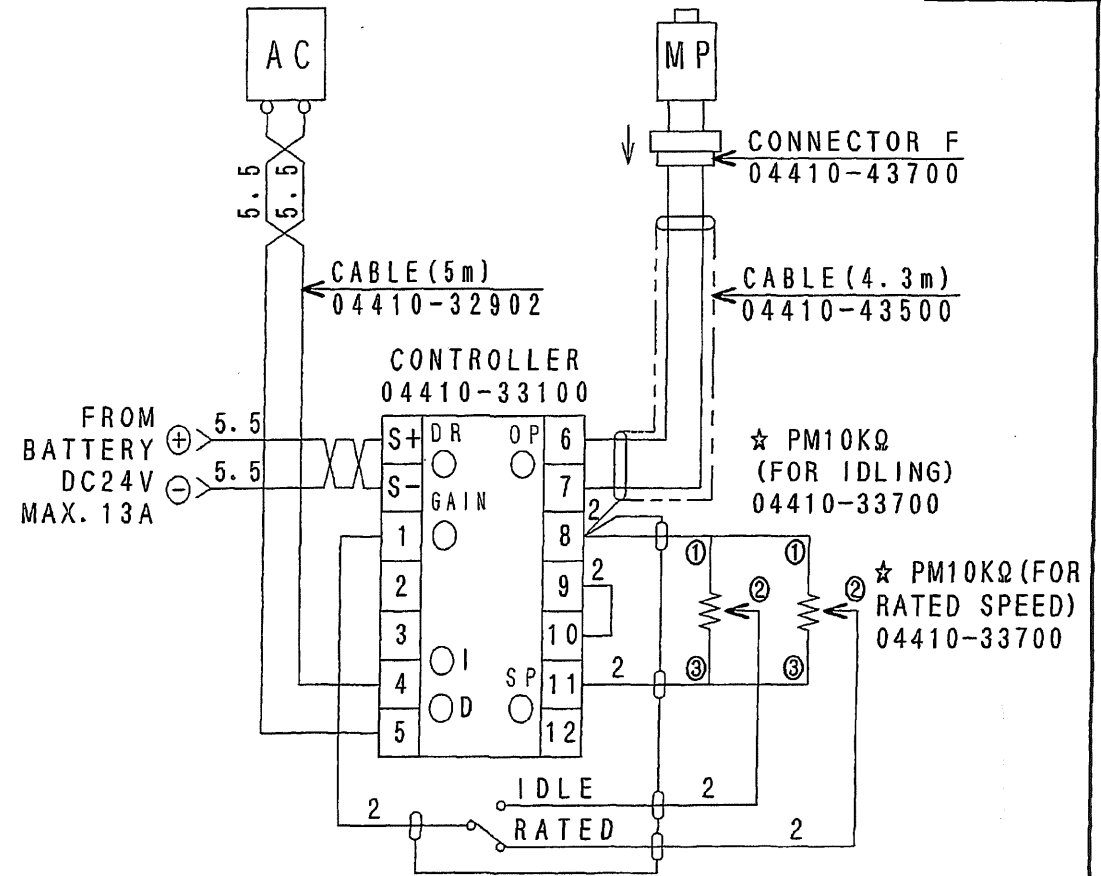 AC
MP
CONNECTOR F
04410-43700
5.5
5.5
CABLE(5m)
04410-32902
CABLE(4.3m)
04410-43500
CONTROLLER
04410-33100
FROM
BATTERY
DC24V
MAX.13A
+
5.5
−
5.5
S+
S-
1
2
3
4
5
DR
OP
GAIN
I
D
SP
6
7
8
9
10
11
12
2
2
2
☆ PM10KΩ
(FOR IDLING)
04410-33700
①
②
③
①
②
③
☆ PM10KΩ(FOR
RATED SPEED)
04410-33700
IDLE
RATED
2
2
2